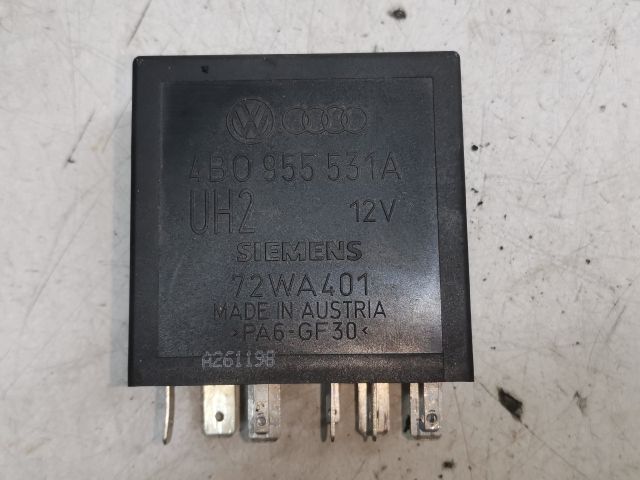 4B0 955 531A
UH2 12V
SIEMENS
72WA401
MADE IN AUSTRIA
>PA6-GF30<
A261198